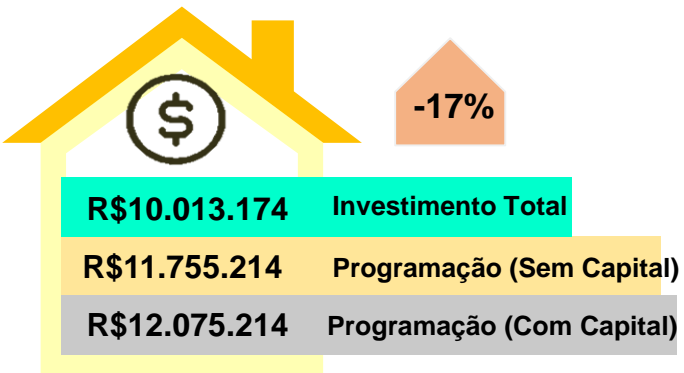 $
-17%
R$10.013.174 Investimento Total
R$11.755.214 Programação (Sem Capital)
R$12.075.214 Programação (Com Capital)